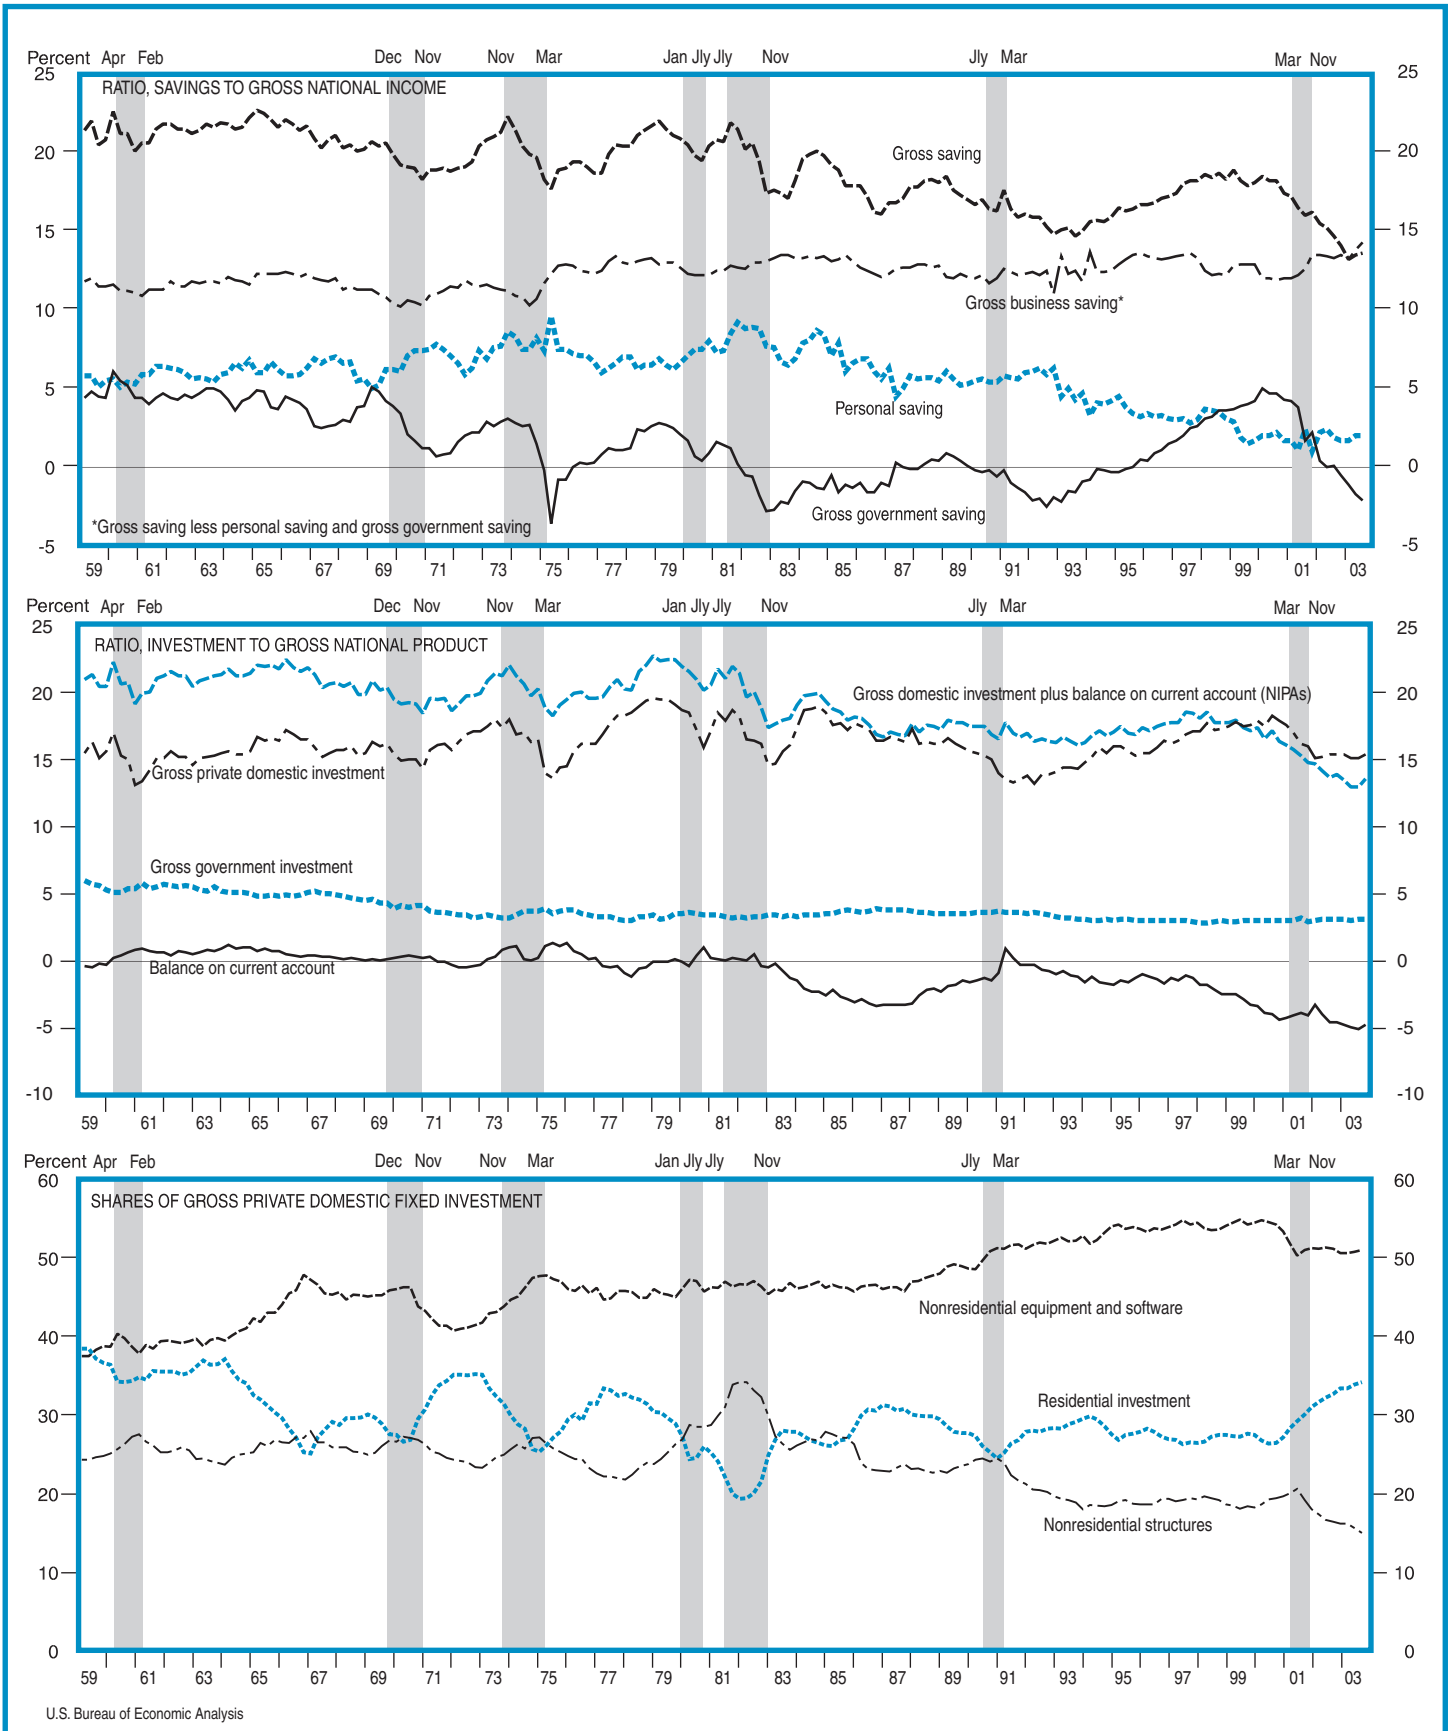 Percent Apr Feb Dec Nov Nov Mar Jan Jly Jly Nov Jly Mar Mar Nov
25 25
RATIO, SAVINGS TO GROSS NATIONAL INCOME
Gross saving
20 20
15 15
Gross business saving*
10 10
5 5
Personal saving
0 0
Gross government saving
*Gross saving less personal saving and gross government saving
-5 -5
59 61 63 65 67 69 71 73 75 77 79 81 83 85 87 89 91 93 95 97 99 01 03
Percent Apr Feb Dec Nov Nov Mar Jan Jly Jly Nov Jly Mar Mar Nov
25 25
RATIO, INVESTMENT TO GROSS NATIONAL PRODUCT
20 20
Gross domestic investment plus balance on current account (NIPAs)
15 15
Gross private domestic investment
10 10
Gross government investment
5 5
0 0
Balance on current account
-5 -5
-10 -10
59 61 63 65 67 69 71 73 75 77 79 81 83 85 87 89 91 93 95 97 99 01 03
Percent Apr Feb Dec Nov Nov Mar Jan Jly Jly Nov Jly Mar Mar Nov
60 60
SHARES OF GROSS PRIVATE DOMESTIC FIXED INVESTMENT
50 50
Nonresidential equipment and software
40 40
Residential investment
30 30
20 20
Nonresidential structures
10 10
0 0
59 61 63 65 67 69 71 73 75 77 79 81 83 85 87 89 91 93 95 97 99 01 03
U.S. Bureau of Economic Analysis